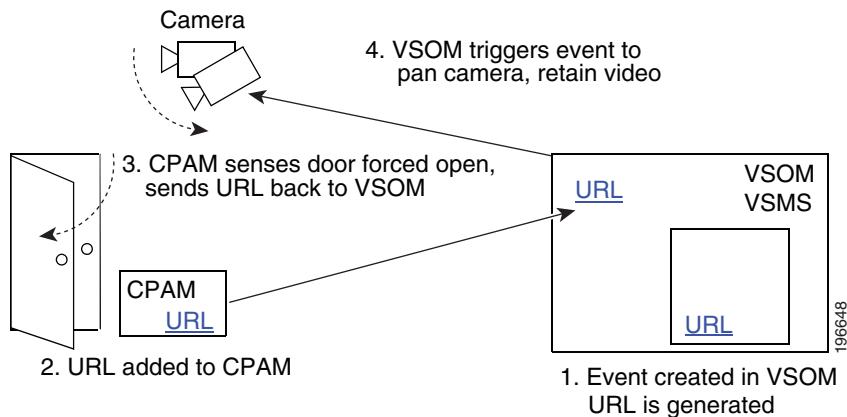 Camera
4. VSOM triggers event to
pan camera, retain video
3. CPAM senses door forced open,
sends URL back to VSOM
URL
VSOM
VSMS
CPAM
URL
URL
2. URL added to CPAM
1. Event created in VSOM
URL is generated
196648